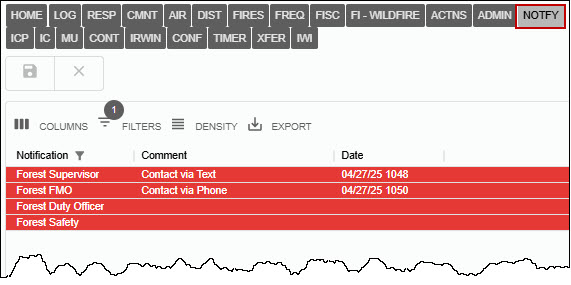 HOME LOG RESP CMNT AIR DIST FIRES FREQ FISC FI - WILDFIRE ACTNS ADMIN NOTFY
ICP IC MU CONT IRWIN CONF TIMER XFER IWI
1
COLUMNS FILTERS DENSITY EXPORT
Notification Comment Date
Forest Supervisor Contact via Text 04/27/25 1048
Forest FMO Contact via Phone 04/27/25 1050
Forest Duty Officer
Forest Safety